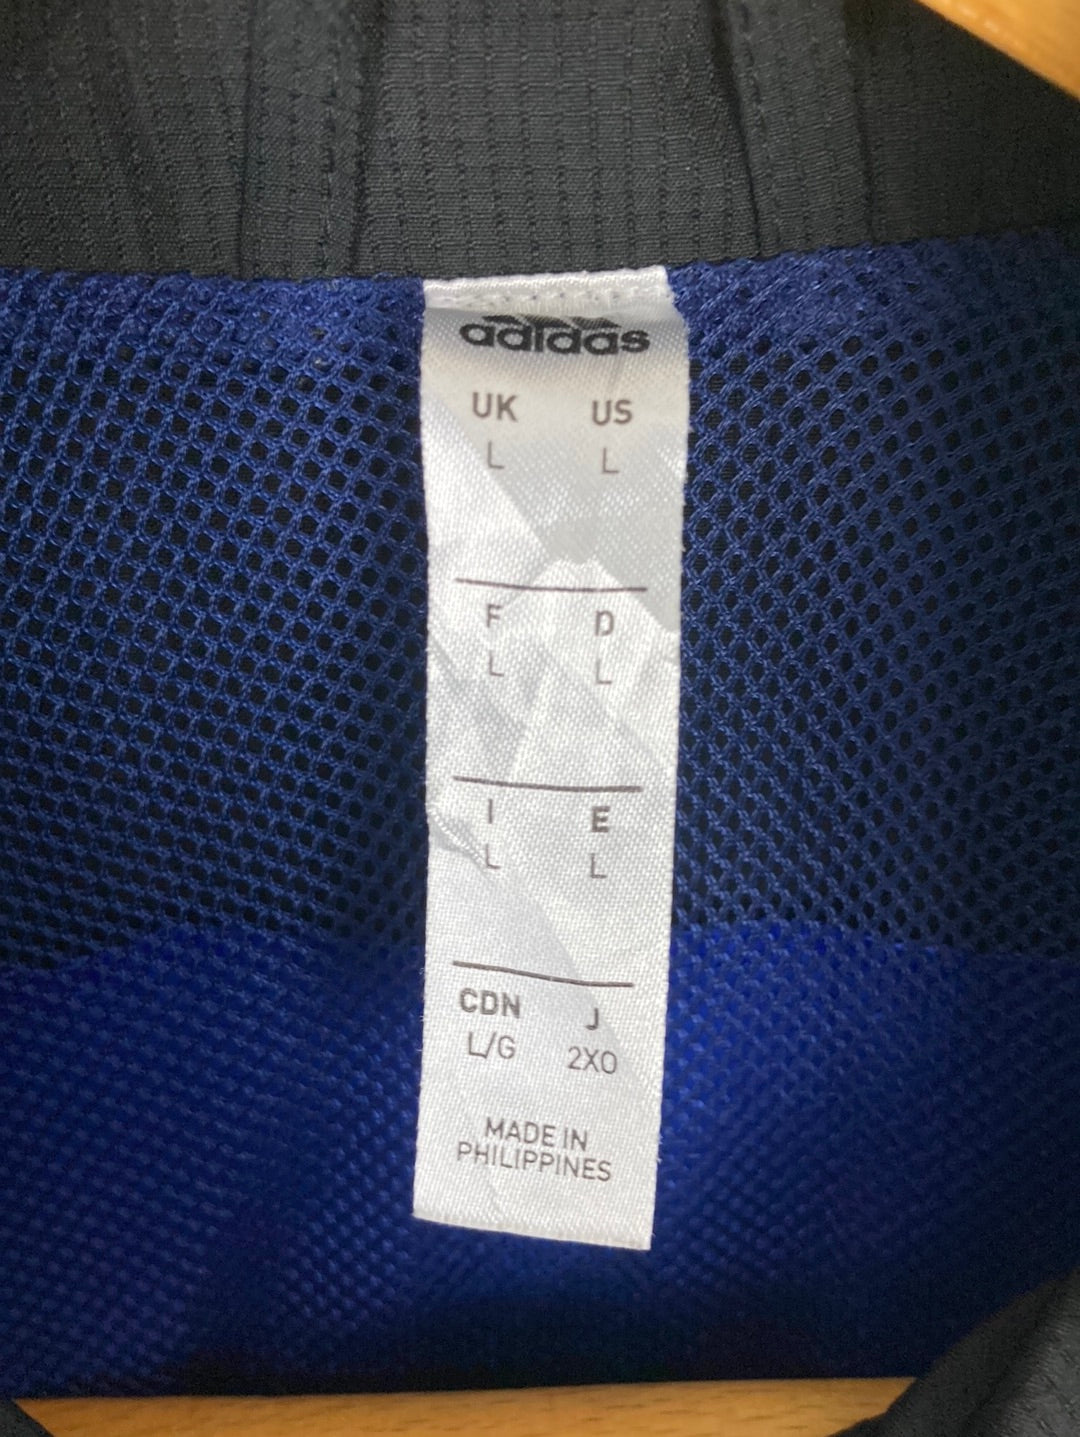 adidas
UK US
L L
F D
L L
I E
L L
CDN J
L/G 2XO
MADE IN
PHILIPPINES